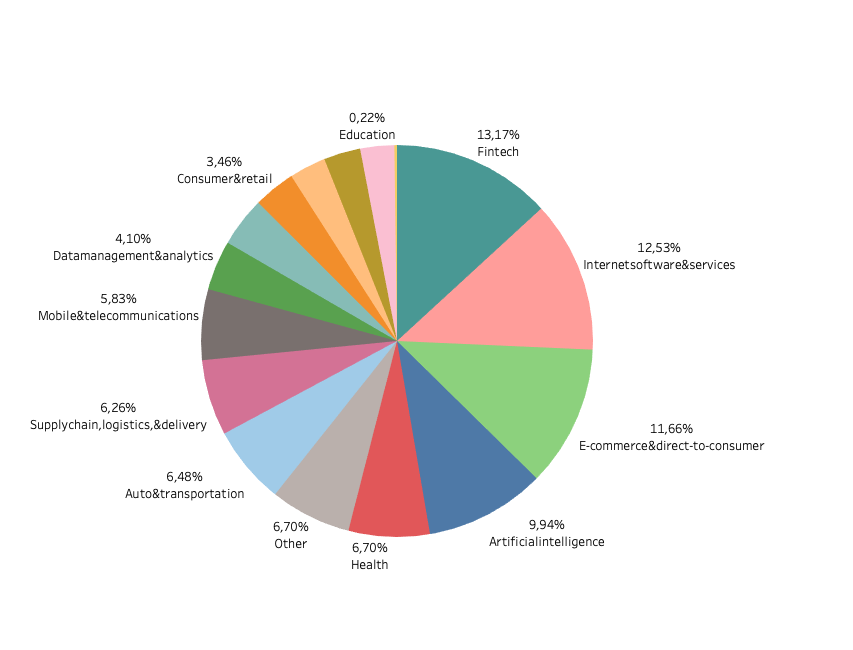 0,22%
Education
13,17%
Fintech
3,46%
Consumer&retail
12,53%
Internetsoftware&services
4,10%
Datamanagement&analytics
5,83%
Mobile&telecommunications
6,26%
Supplychain,logistics,&delivery
11,66%
E-commerce&direct-to-consumer
6,48%
Auto&transportation
9,94%
Artificialintelligence
6,70%
Other
6,70%
Health